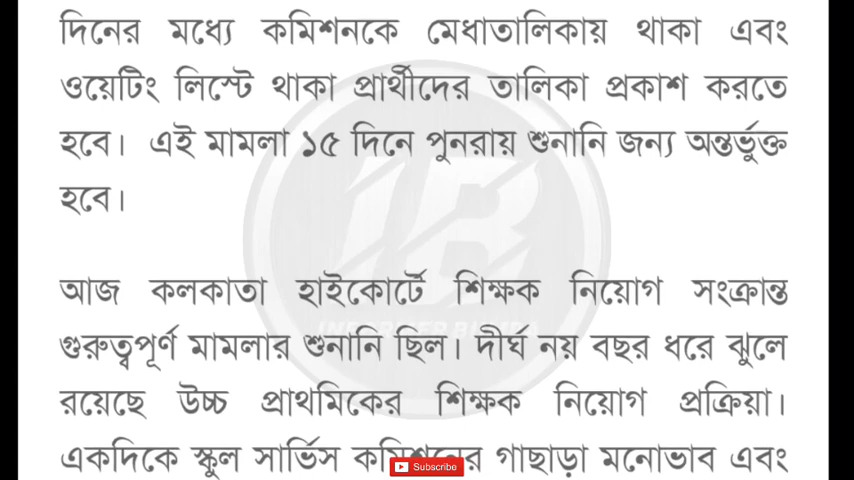 দিনের মধ্যে কমিশনকে মেধাতালিকায় থাকা এবং
ওয়েটিং লিস্টে থাকা প্রার্থীদের তালিকা প্রকাশ করতে
হবে। এই মামলা ১৫ দিনে পুনরায় শুনানি জন্য অন্তর্ভুক্ত
হবে।
আজ কলকাতা হাইকোর্টে শিক্ষক নিয়োগ সংক্রান্ত
গুরুত্বপূর্ণ মামলার শুনানি ছিল। দীর্ঘ নয় বছর ধরে ঝুলে
রয়েছে উচ্চ প্রাথমিকের শিক্ষক নিয়োগ প্রক্রিয়া।
একদিকে স্কুল সার্ভিস কমিশনের গাছাড়া মনোভাব এবং
Subscribe